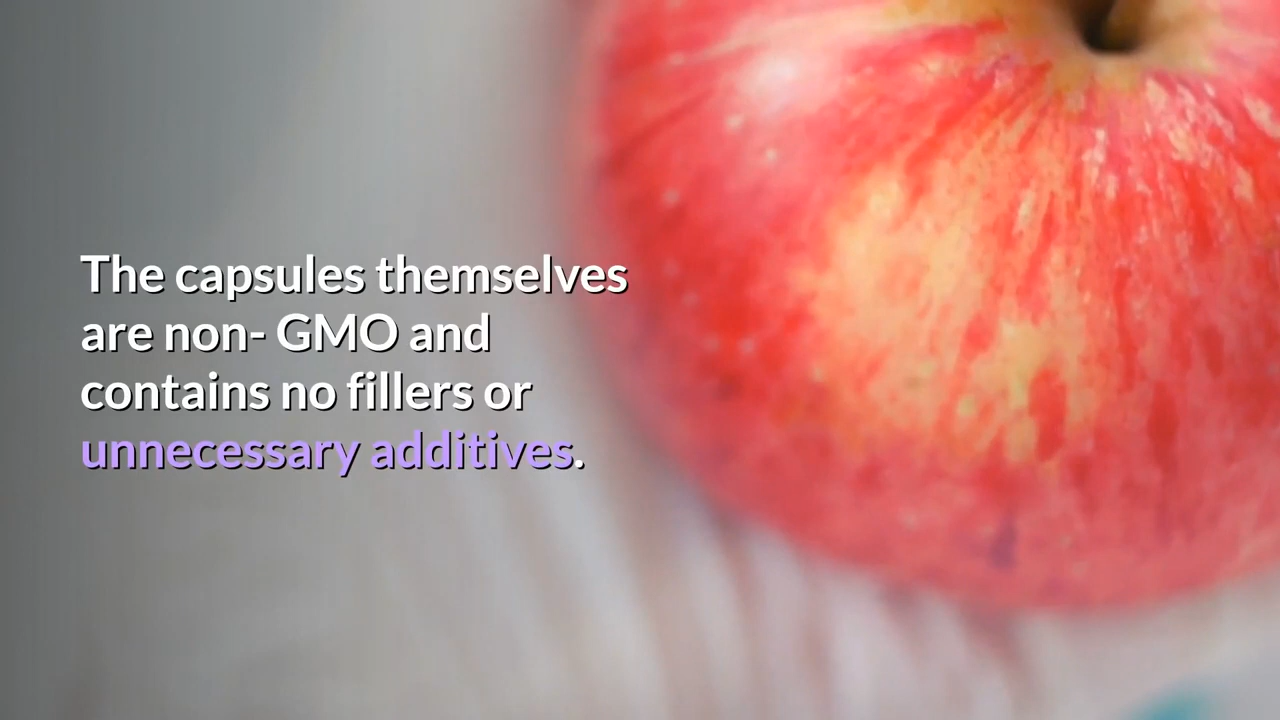 The capsules themselves
are non- GMO and
contains no fillers or
unnecessary additives.